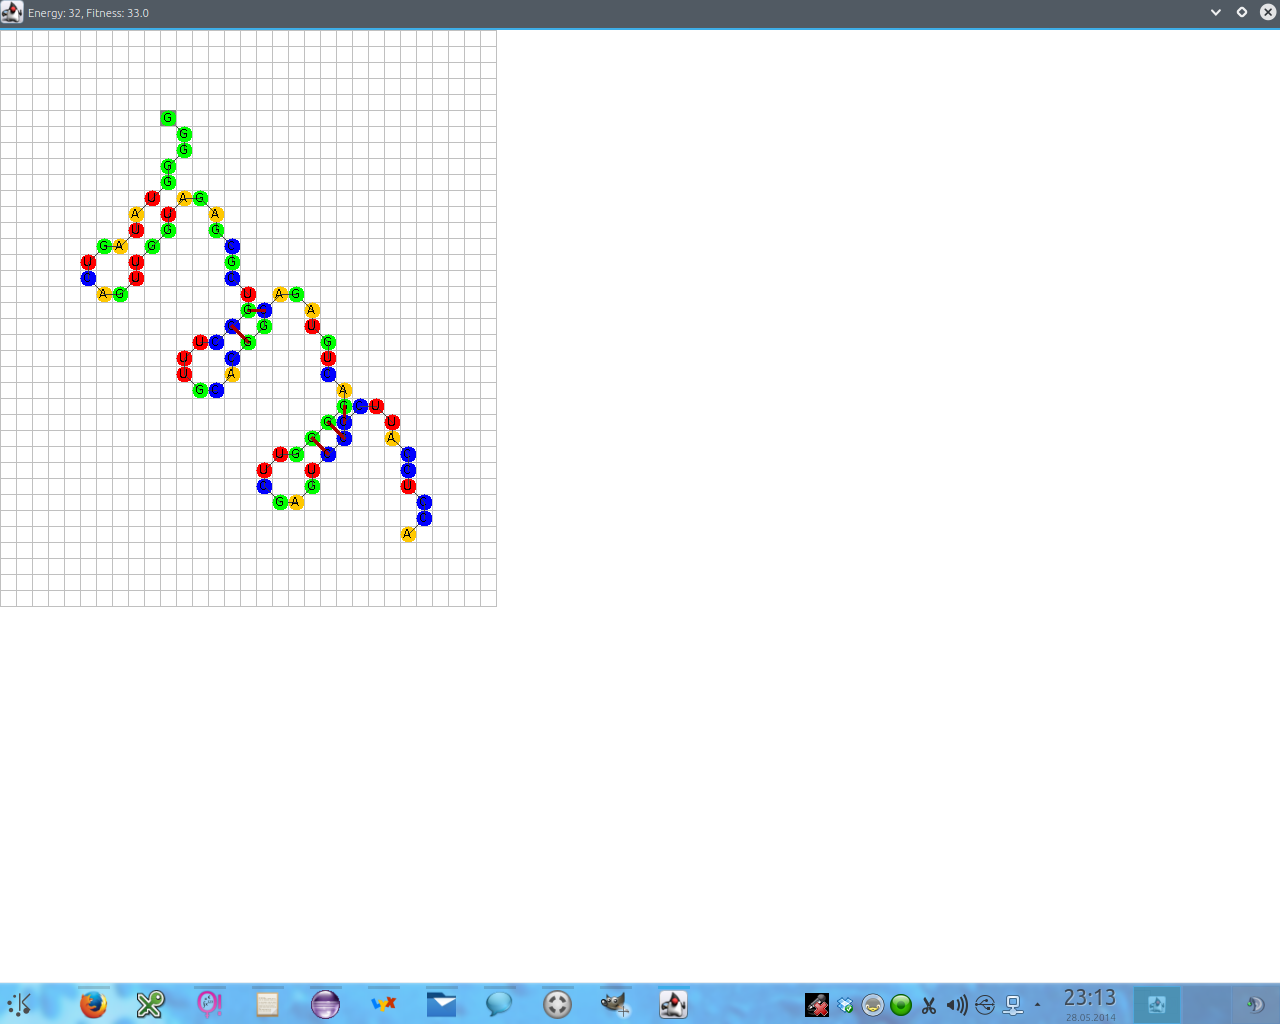 Energy: 32, Fitness: 33.0
G
G
G
G
G
U A G
A U A
U G G
G A G
U U G
U
A G U
G A G
A
G U
U G G
U U
U A
G A
G
G U
G
U G U
U U A
G A G
U
A
23:13
28.05.2014